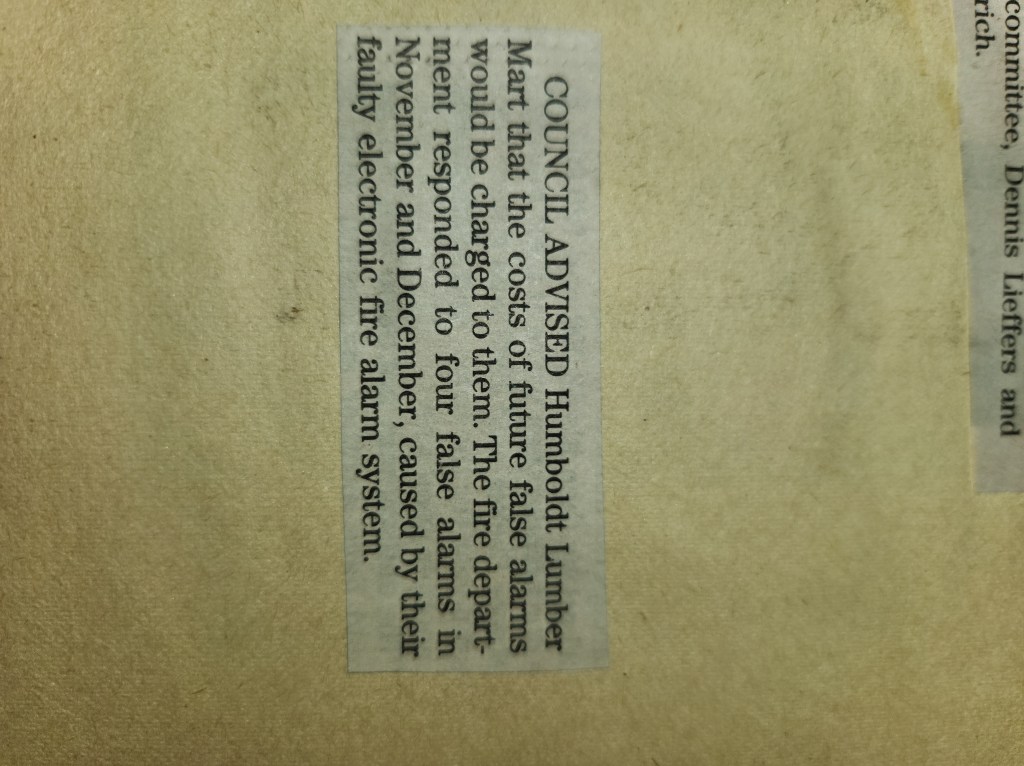 committee, Dennis Lieffers and
rich.
COUNCIL ADVISED Humboldt Lumber
Mart that the costs of future false alarms
would be charged to them. The fire depart-
ment responded to four false alarms in
November and December, caused by their
faulty electronic fire alarm system.